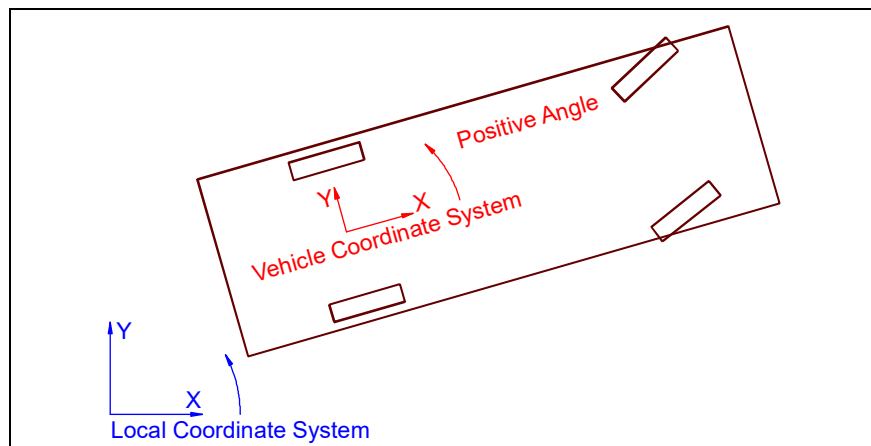 Positive Angle
Y
X
Vehicle Coordinate System
Y
X
Local Coordinate System